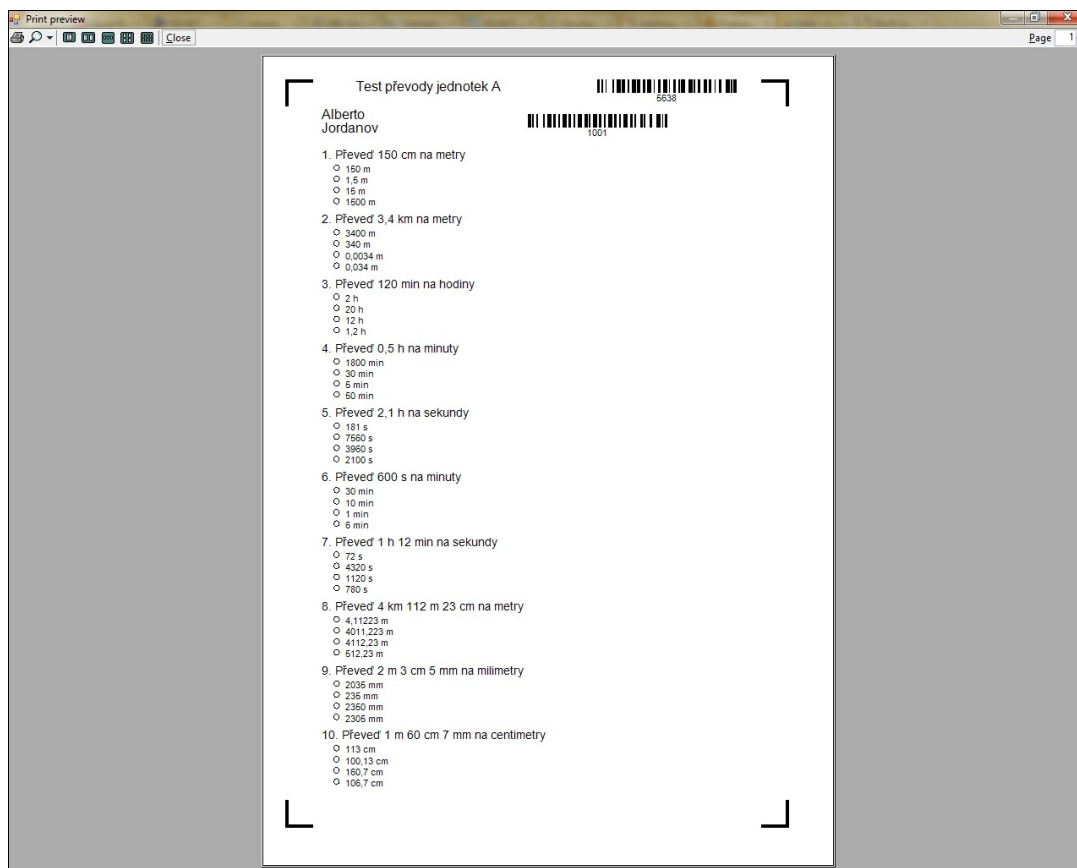 Print preview
Close
Page 1
Test převody jednotek A
5638
Alberto
Jordanov
1001
1. Převeď 150 cm na metry
150 m
1,5 m
15 m
1500 m
2. Převeď 3,4 km na metry
3400 m
340 m
0,0034 m
0,034 m
3. Převeď 120 min na hodiny
2 h
20 h
12 h
1,2 h
4. Převeď 0,5 h na minuty
1800 min
30 min
5 min
50 min
5. Převeď 2,1 h na sekundy
181 s
7560 s
3960 s
2100 s
6. Převeď 600 s na minuty
30 min
10 min
1 min
6 min
7. Převeď 1 h 12 min na sekundy
72 s
4320 s
1120 s
780 s
8. Převeď 4 km 112 m 23 cm na metry
4,11223 m
4011,223 m
4112,23 m
512,23 m
9. Převeď 2 m 3 cm 5 mm na milimetry
2035 mm
235 mm
2350 mm
2305 mm
10. Převeď 1 m 60 cm 7 mm na centimetry
113 cm
100,13 cm
160,7 cm
106,7 cm